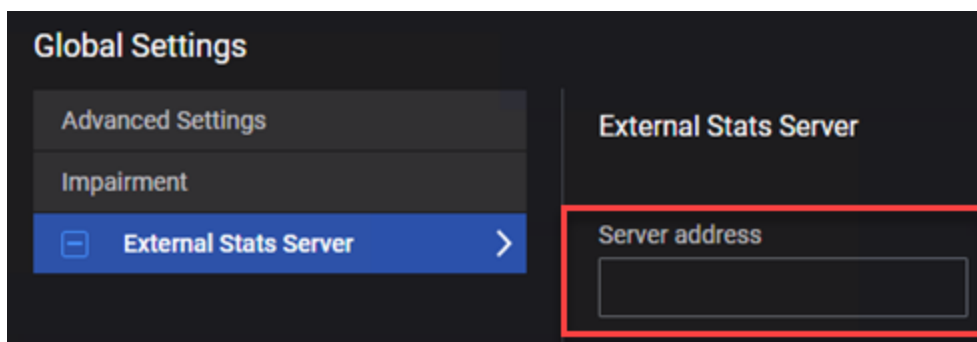 Global Settings
Advanced Settings
Impairment
External Stats Server
External Stats Server
Server address